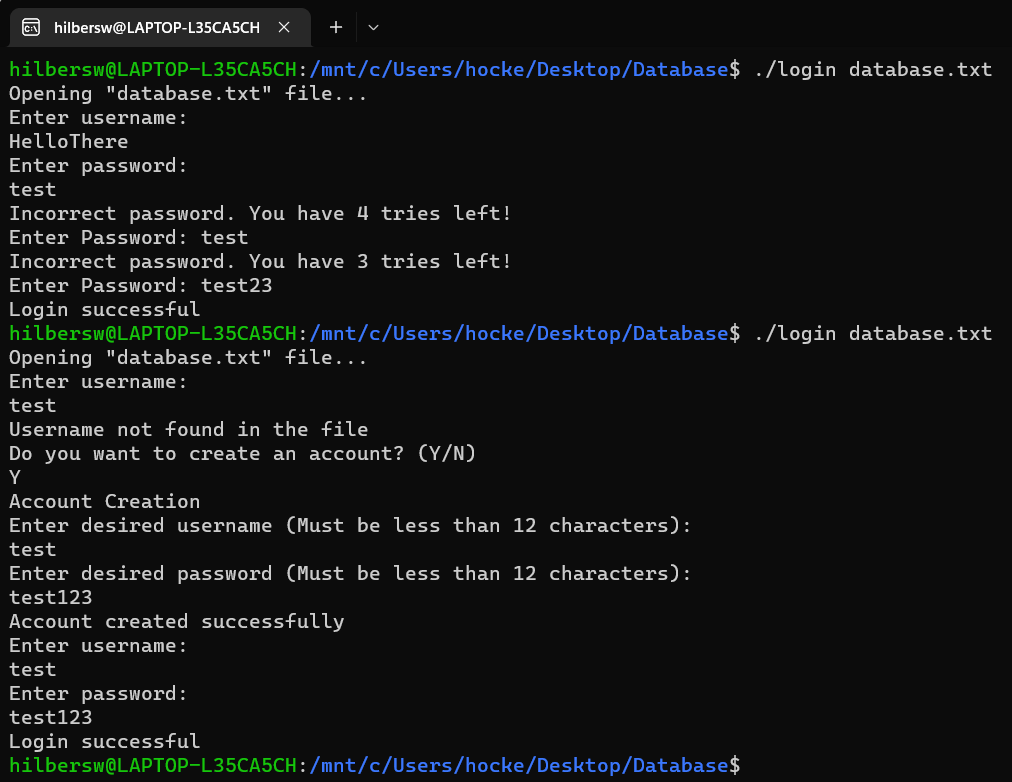 hilbersw@LAPTOP-L35CA5CH
hilbersw@LAPTOP-L35CA5CH:/mnt/c/Users/hocke/Desktop/Database$ ./login database.txt
Opening "database.txt" file...
Enter username:
HelloThere
Enter password:
test
Incorrect password. You have 4 tries left!
Enter Password: test
Incorrect password. You have 3 tries left!
Enter Password: test23
Login successful
hilbersw@LAPTOP-L35CA5CH:/mnt/c/Users/hocke/Desktop/Database$ ./login database.txt
Opening "database.txt" file...
Enter username:
test
Username not found in the file
Do you want to create an account? (Y/N)
Y
Account Creation
Enter desired username (Must be less than 12 characters):
test
Enter desired password (Must be less than 12 characters):
test123
Account created successfully
Enter username:
test
Enter password:
test123
Login successful
hilbersw@LAPTOP-L35CA5CH:/mnt/c/Users/hocke/Desktop/Database$